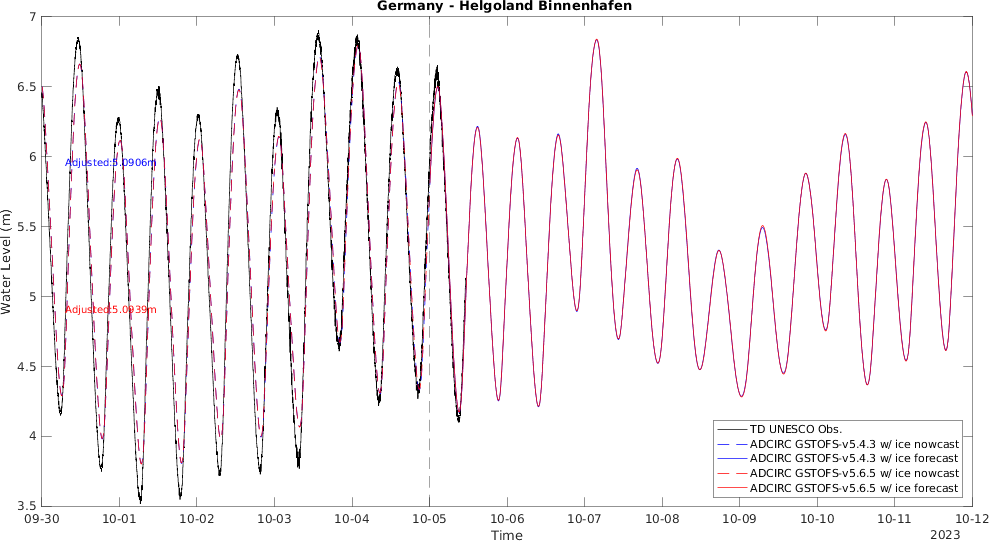 Germany - Helgoland Binnenhafen
7
6.5
6
5.5
5
4.5
4
3.5
Water Level (m)
Adjusted:5.0906m
Adjusted:5.0939m
TD UNESCO Obs.
ADCIRC GSTOFS-v5.4.3 w/ ice nowcast
ADCIRC GSTOFS-v5.4.3 w/ ice forecast
ADCIRC GSTOFS-v5.6.5 w/ ice nowcast
ADCIRC GSTOFS-v5.6.5 w/ ice forecast
09-30 10-01 10-02 10-03 10-04 10-05 10-06 10-07 10-08 10-09 10-10 10-11 10-12
Time
2023